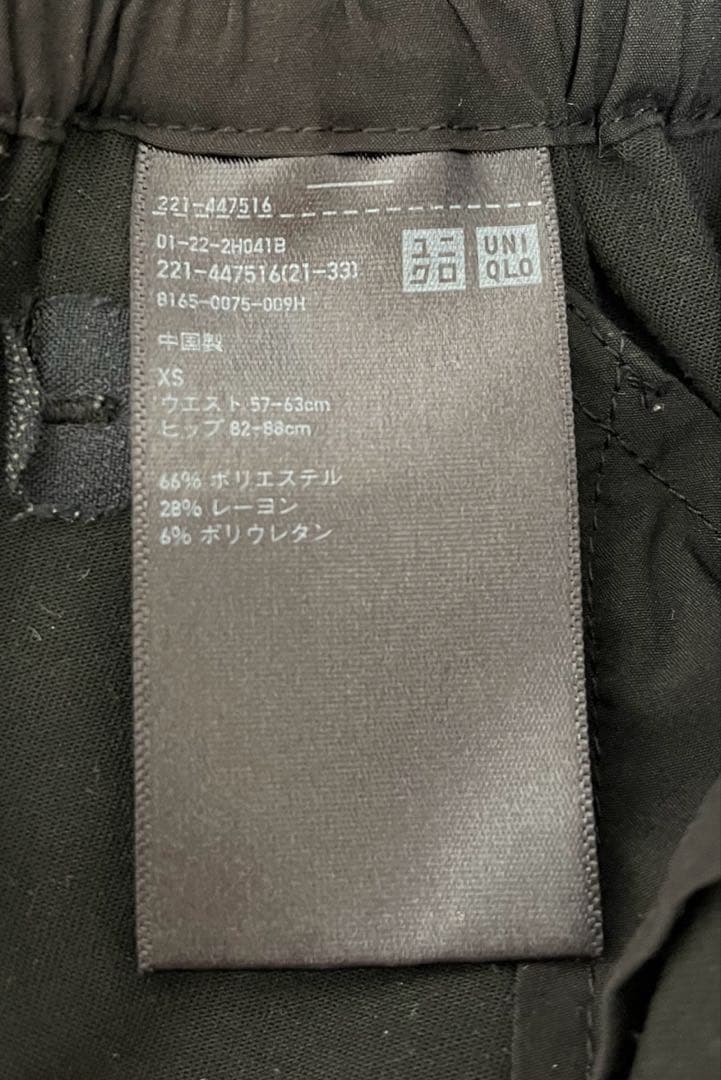 221-447516
01-22-2H041B
221-447516(21-33)
8165-0075-009H
ユニクロ
UNIQLO
中国製
XS
ウエスト 57-63cm
ヒップ 82-88cm
66% ポリエステル
28% レーヨン
6% ポリウレタン